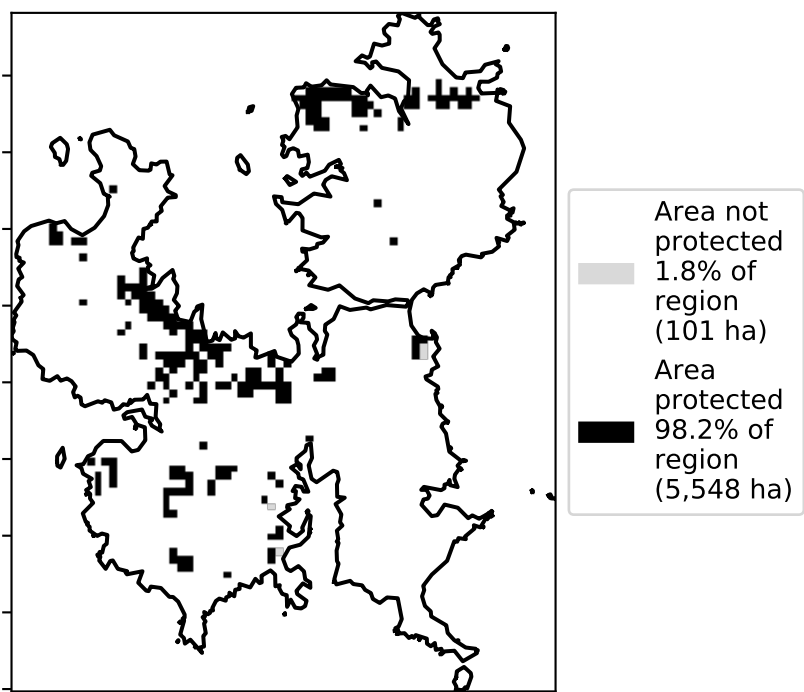 Area not
protected
1.8% of
region
(101 ha)
Area
protected
98.2% of
region
(5,548 ha)